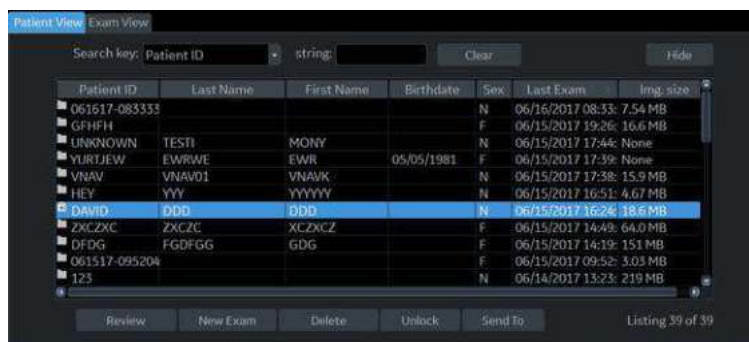 Patient View Exam View
Search key: Patient ID string: Clear Hide
Patient ID Last Name First Name Birthdate Sex Last Exam Img. size
061617-083333 N 06/16/2017 08:33: 7.54 MB
GFHFH F 06/15/2017 19:26: 16.6 MB
UNKNOWN TESTI MONY N 06/15/2017 17:44: None
YURTJEW EWRWE EWR 05/05/1981 F 06/15/2017 17:39: None
VNAV VNAV01 VNAVK F 06/15/2017 17:38: 15.9 MB
HEY YYY YYYYYY N 06/15/2017 16:51: 4.67 MB
DAVID DDD DDD N 06/15/2017 16:24: 18.6 MB
ZXCZXC ZXCZC XCZXCZ F 06/15/2017 14:49: 64.0 MB
DFDG FGDFGG GDG F 06/15/2017 14:19: 151 MB
061517-095204 F 06/15/2017 09:52: 3.03 MB
123 N 06/14/2017 13:23: 219 MB
Review New Exam Delete Unlock Send To Listing 39 of 39